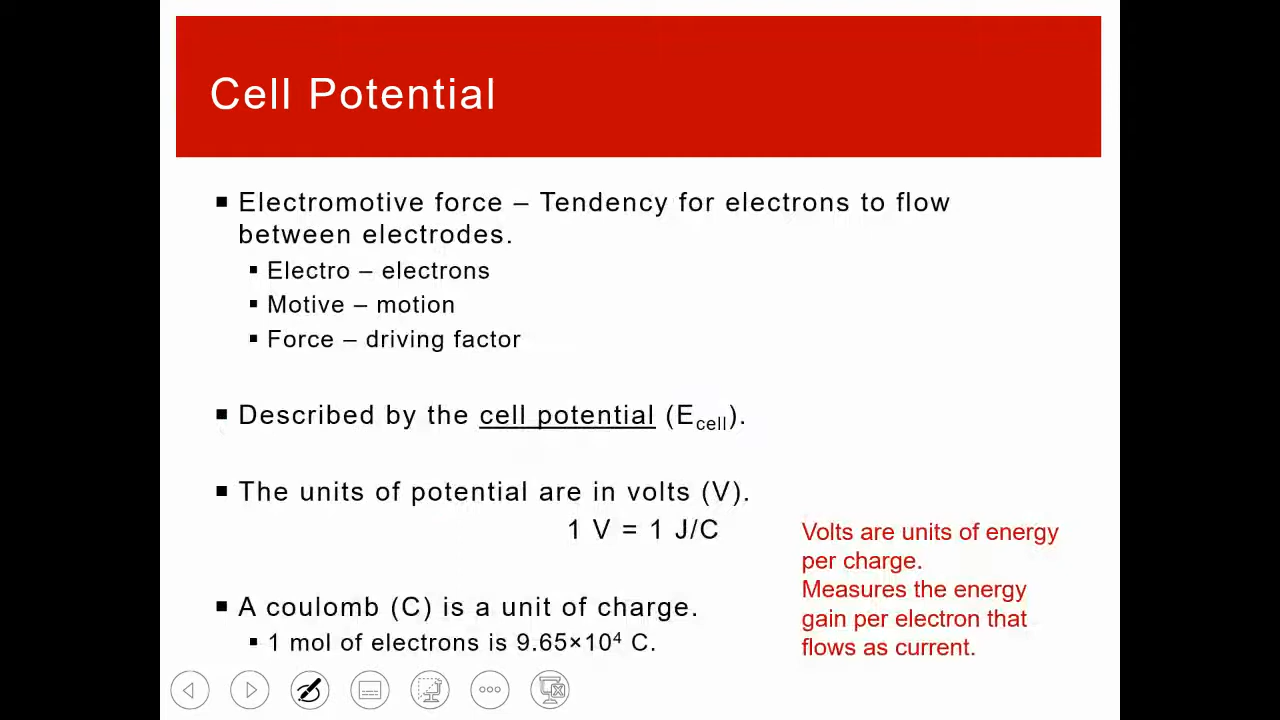 Cell Potential
▪ Electromotive force – Tendency for electrons to flow
between electrodes.
▪ Electro – electrons
▪ Motive – motion
▪ Force – driving factor
▪ Described by the cell potential (E_cell).
▪ The units of potential are in volts (V).
1 V = 1 J/C
▪ A coulomb (C) is a unit of charge.
▪ 1 mol of electrons is 9.65×10⁴ C.
Volts are units of energy
per charge.
Measures the energy
gain per electron that
flows as current.